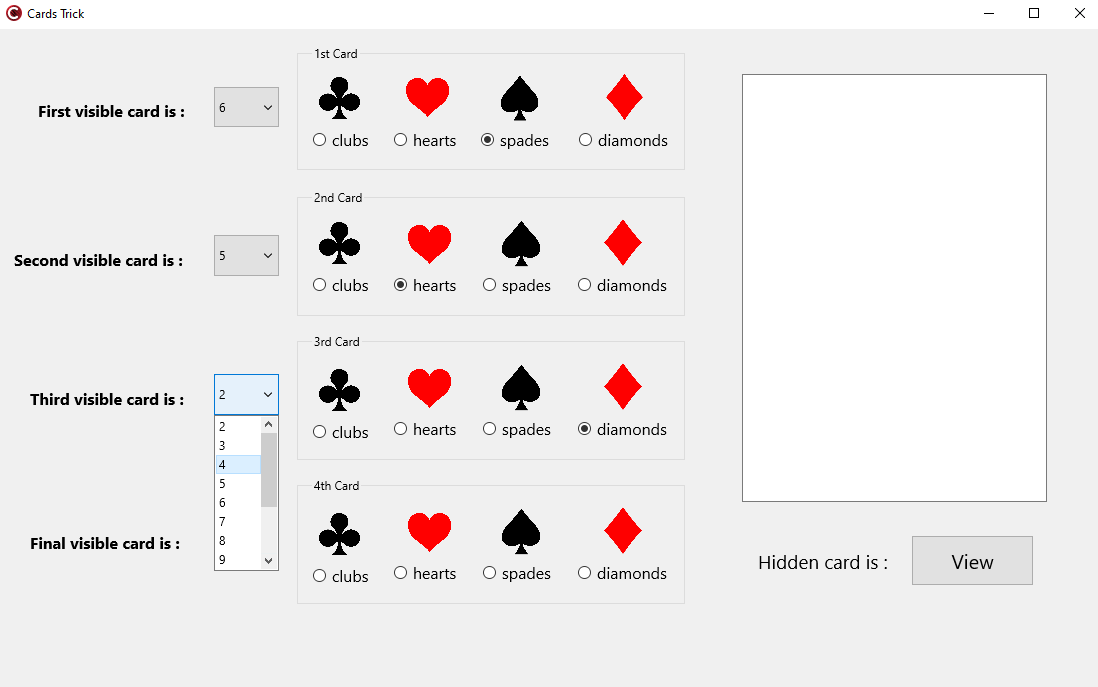 Cards Trick
1st Card
First visible card is :
6
clubs
hearts
spades
diamonds
2nd Card
Second visible card is :
5
clubs
hearts
spades
diamonds
3rd Card
Third visible card is :
2
clubs
hearts
spades
diamonds
2
3
4
5
6
7
8
9
4th Card
Final visible card is :
clubs
hearts
spades
diamonds
Hidden card is :
View